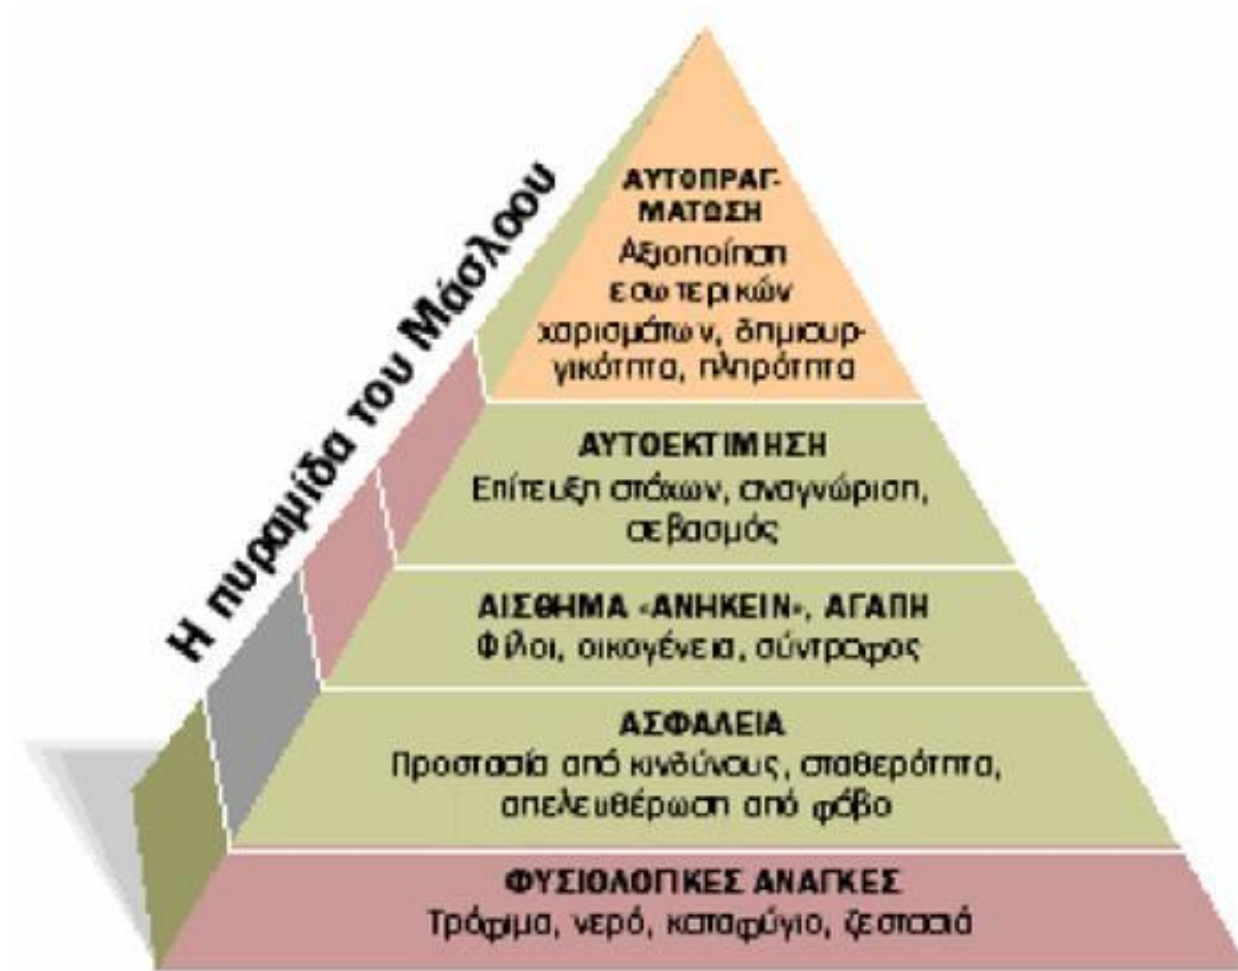 Η πυραμίδα του Μάσλοου
ΑΥΤΟΠΡΑΓ-
ΜΑΤΩΣΗ
Αξιοποίηση
εσωτερικών
χαρισμάτων, δημιουρ-
γικότητα, πληρότητα
ΑΥΤΟΕΚΤΙΜΗΣΗ
Επίτευξη στόχων, αναγνώριση,
σεβασμός
ΑΙΣΘΗΜΑ «ΑΝΗΚΕΙΝ», ΑΓΑΠΗ
Φίλοι, οικογένεια, σύντροφος
ΑΣΦΑΛΕΙΑ
Προστασία από κινδύνους, σταθερότητα,
απελευθέρωση από φόβο
ΦΥΣΙΟΛΟΓΙΚΕΣ ΑΝΑΓΚΕΣ
Τρόφιμα, νερό, καταφύγιο, ζεστασιά